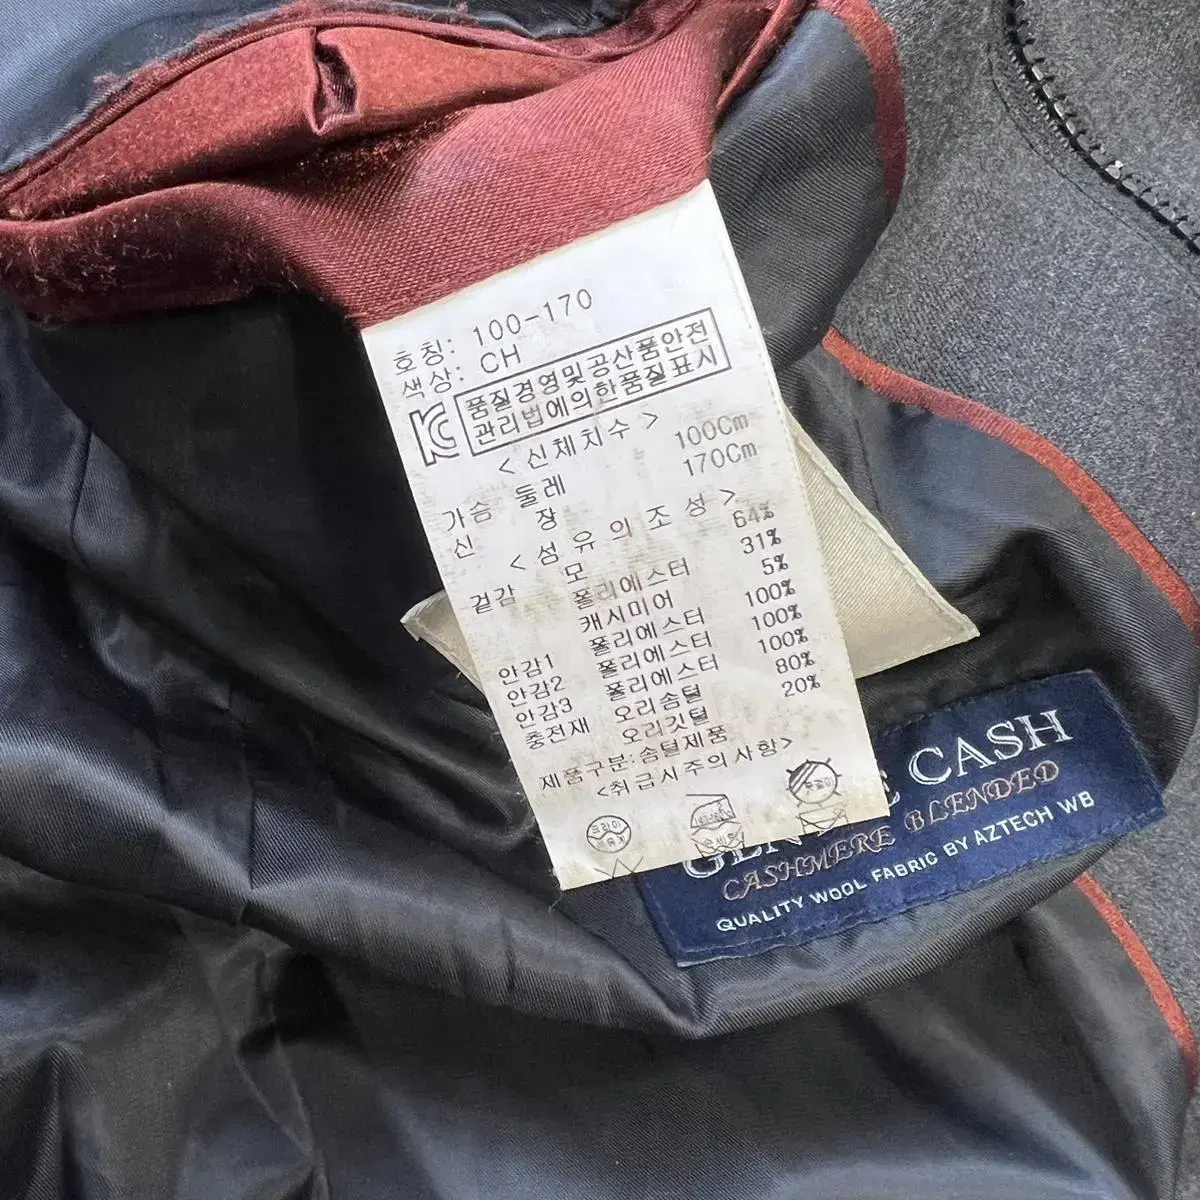 호칭: 100-170
색상: CH
품질경영및공산품안전
관리법에의한품질표시
< 신체치수 >
가슴 둘레 100Cm
신 장 170Cm
< 섬유의조성 >
겉감 모 64%
폴리에스터 31%
캐시미어 5%
안감1 폴리에스터 100%
안감2 폴리에스터 100%
안감3 폴리에스터 100%
충전재 오리솜털 80%
오리깃털 20%
제품구분:솜털제품
<취급시주의사항>
드라이
CASH
CASHMERE BLENDED
QUALITY WOOL FABRIC BY AZTECH WB